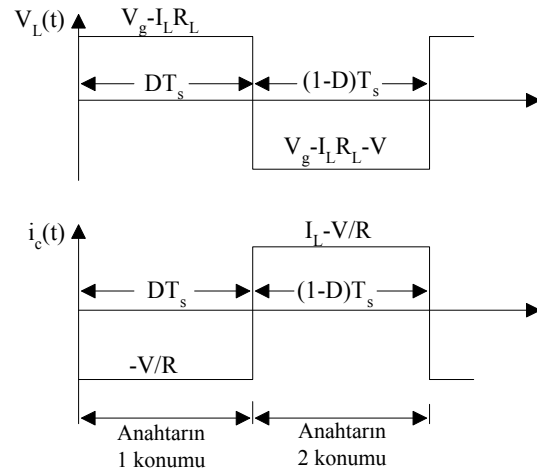 V_L(t)
V_g-I_LR_L
DT_s
(1-D)T_s
V_g-I_LR_L-V
i_c(t)
I_L-V/R
DT_s
(1-D)T_s
-V/R
Anahtarın
1 konumu
Anahtarın
2 konumu